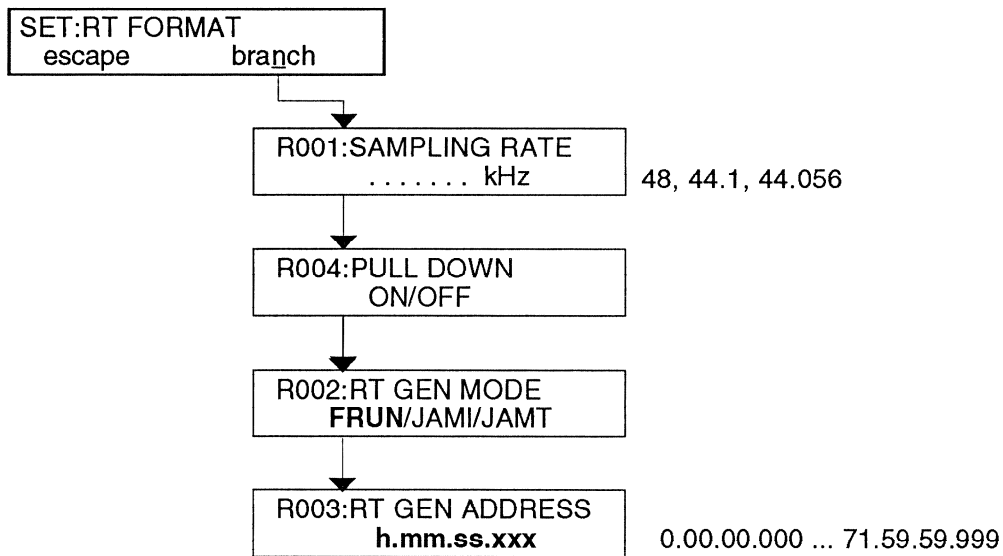 SET:RT FORMAT
escape branch
R001:SAMPLING RATE
. . . . . . . kHz
48, 44.1, 44.056
R004:PULL DOWN
ON/OFF
R002:RT GEN MODE
FRUN/JAMI/JAMT
R003:RT GEN ADDRESS
h.mm.ss.xxx
0.00.00.000 ... 71.59.59.999